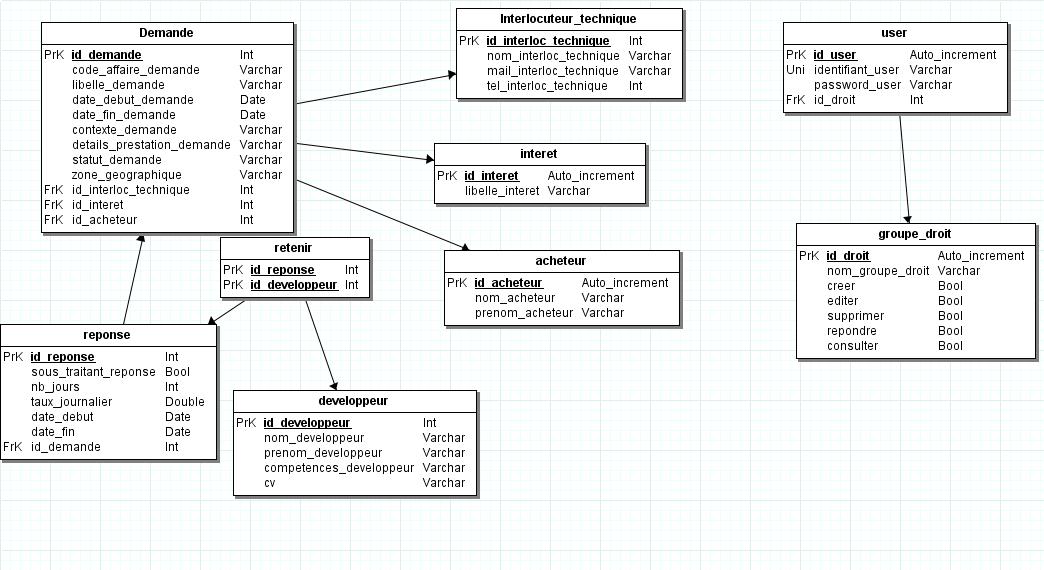 Demande
PrK id_demande Int
code_affaire_demande Varchar
libelle_demande Varchar
date_debut_demande Date
date_fin_demande Date
contexte_demande Varchar
details_prestation_demande Varchar
statut_demande Varchar
zone_geographique Varchar
FrK id_interloc_technique Int
FrK id_interet Int
FrK id_acheteur Int
Interlocuteur_technique
PrK id_interloc_technique Int
nom_interloc_technique Varchar
mail_interloc_technique Varchar
tel_interloc_technique Int
user
PrK id_user Auto_increment
Uni identifiant_user Varchar
password_user Varchar
FrK id_droit Int
interet
PrK id_interet Auto_increment
libelle_interet Varchar
retenir
PrK id_reponse Int
PrK id_developpeur Int
acheteur
PrK id_acheteur Auto_increment
nom_acheteur Varchar
prenom_acheteur Varchar
groupe_droit
PrK id_droit Auto_increment
nom_groupe_droit Varchar
creer Bool
editer Bool
supprimer Bool
repondre Bool
consulter Bool
reponse
PrK id_reponse Int
sous_traitant_reponse Bool
nb_jours Int
taux_journalier Double
date_debut Date
date_fin Date
FrK id_demande Int
developpeur
PrK id_developpeur Int
nom_developpeur Varchar
prenom_developpeur Varchar
competences_developpeur Varchar
cv Varchar